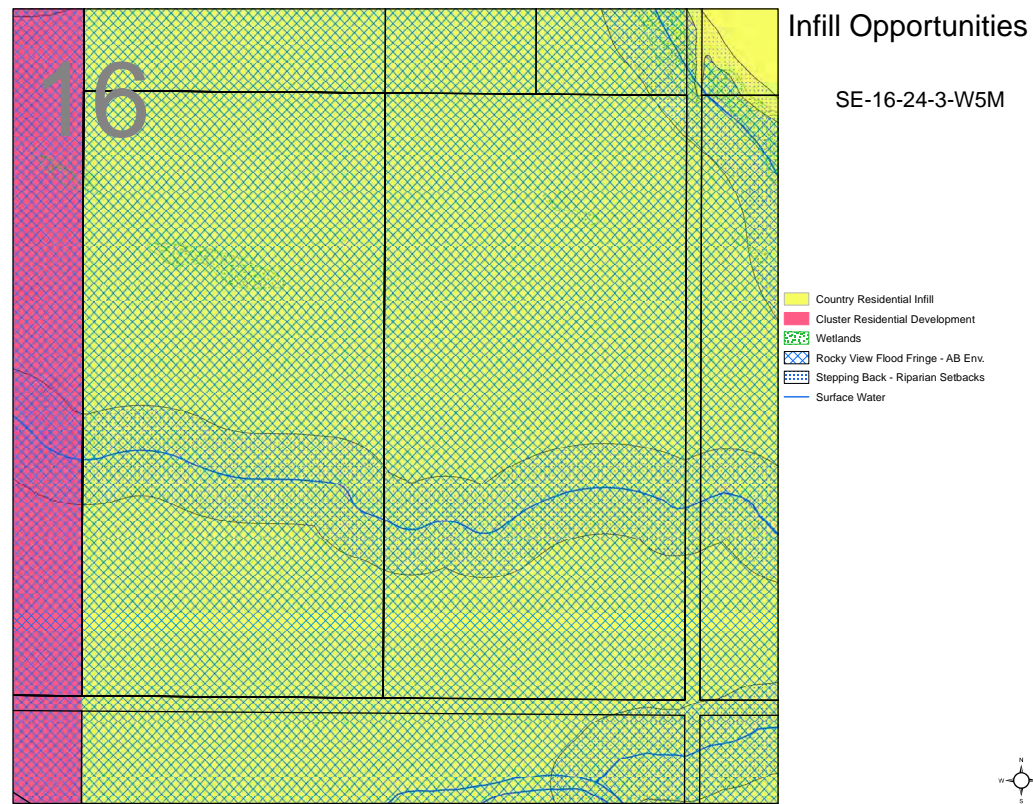 Infill Opportunities
SE-16-24-3-W5M
16
Country Residential Infill
Cluster Residential Development
Wetlands
Rocky View Flood Fringe - AB Env.
Stepping Back - Riparian Setbacks
Surface Water
N
W
S